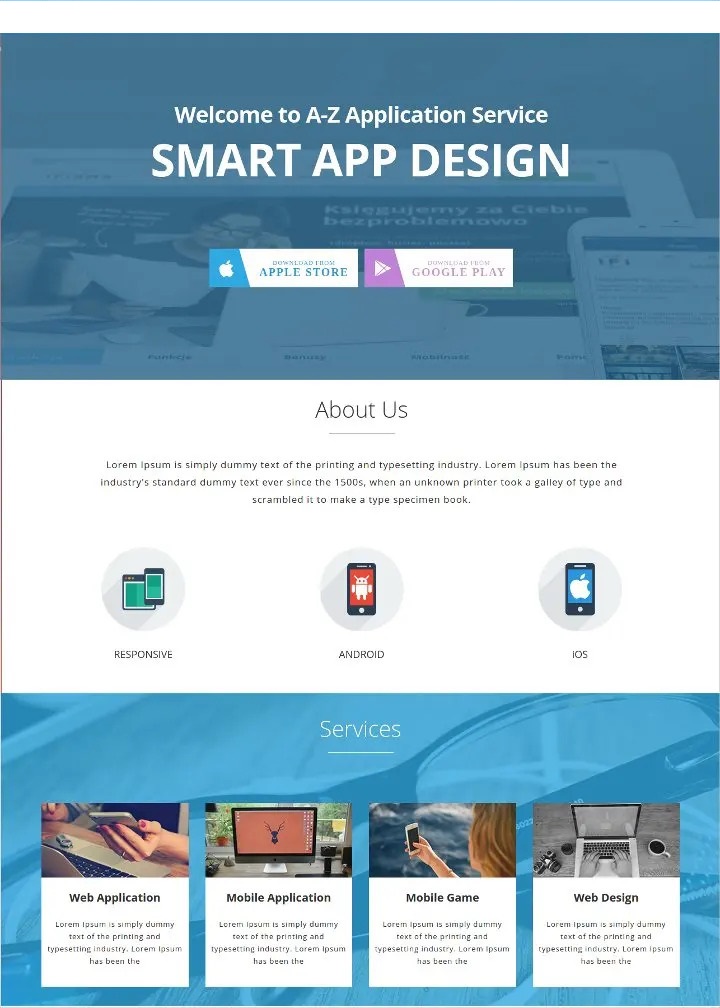 Welcome to A-Z Application Service
SMART APP DESIGN
Księgujemy za Ciebie
bezproblemowo
DOWNLOAD FROM
APPLE STORE
DOWNLOAD FROM
GOOGLE PLAY
Funkcje
Bonusy
Mobilność
About Us
Lorem Ipsum is simply dummy text of the printing and typesetting industry. Lorem Ipsum has been the
industry's standard dummy text ever since the 1500s, when an unknown printer took a galley of type and
scrambled it to make a type specimen book.
RESPONSIVE
ANDROID
iOS
Services
Web Application
Lorem Ipsum is simply dummy
text of the printing and
typesetting industry. Lorem Ipsum
has been the
Mobile Application
Lorem Ipsum is simply dummy
text of the printing and
typesetting industry. Lorem Ipsum
has been the
Mobile Game
Lorem Ipsum is simply dummy
text of the printing and
typesetting industry. Lorem Ipsum
has been the
Web Design
Lorem Ipsum is simply dummy
text of the printing and
typesetting industry. Lorem Ipsum
has been the